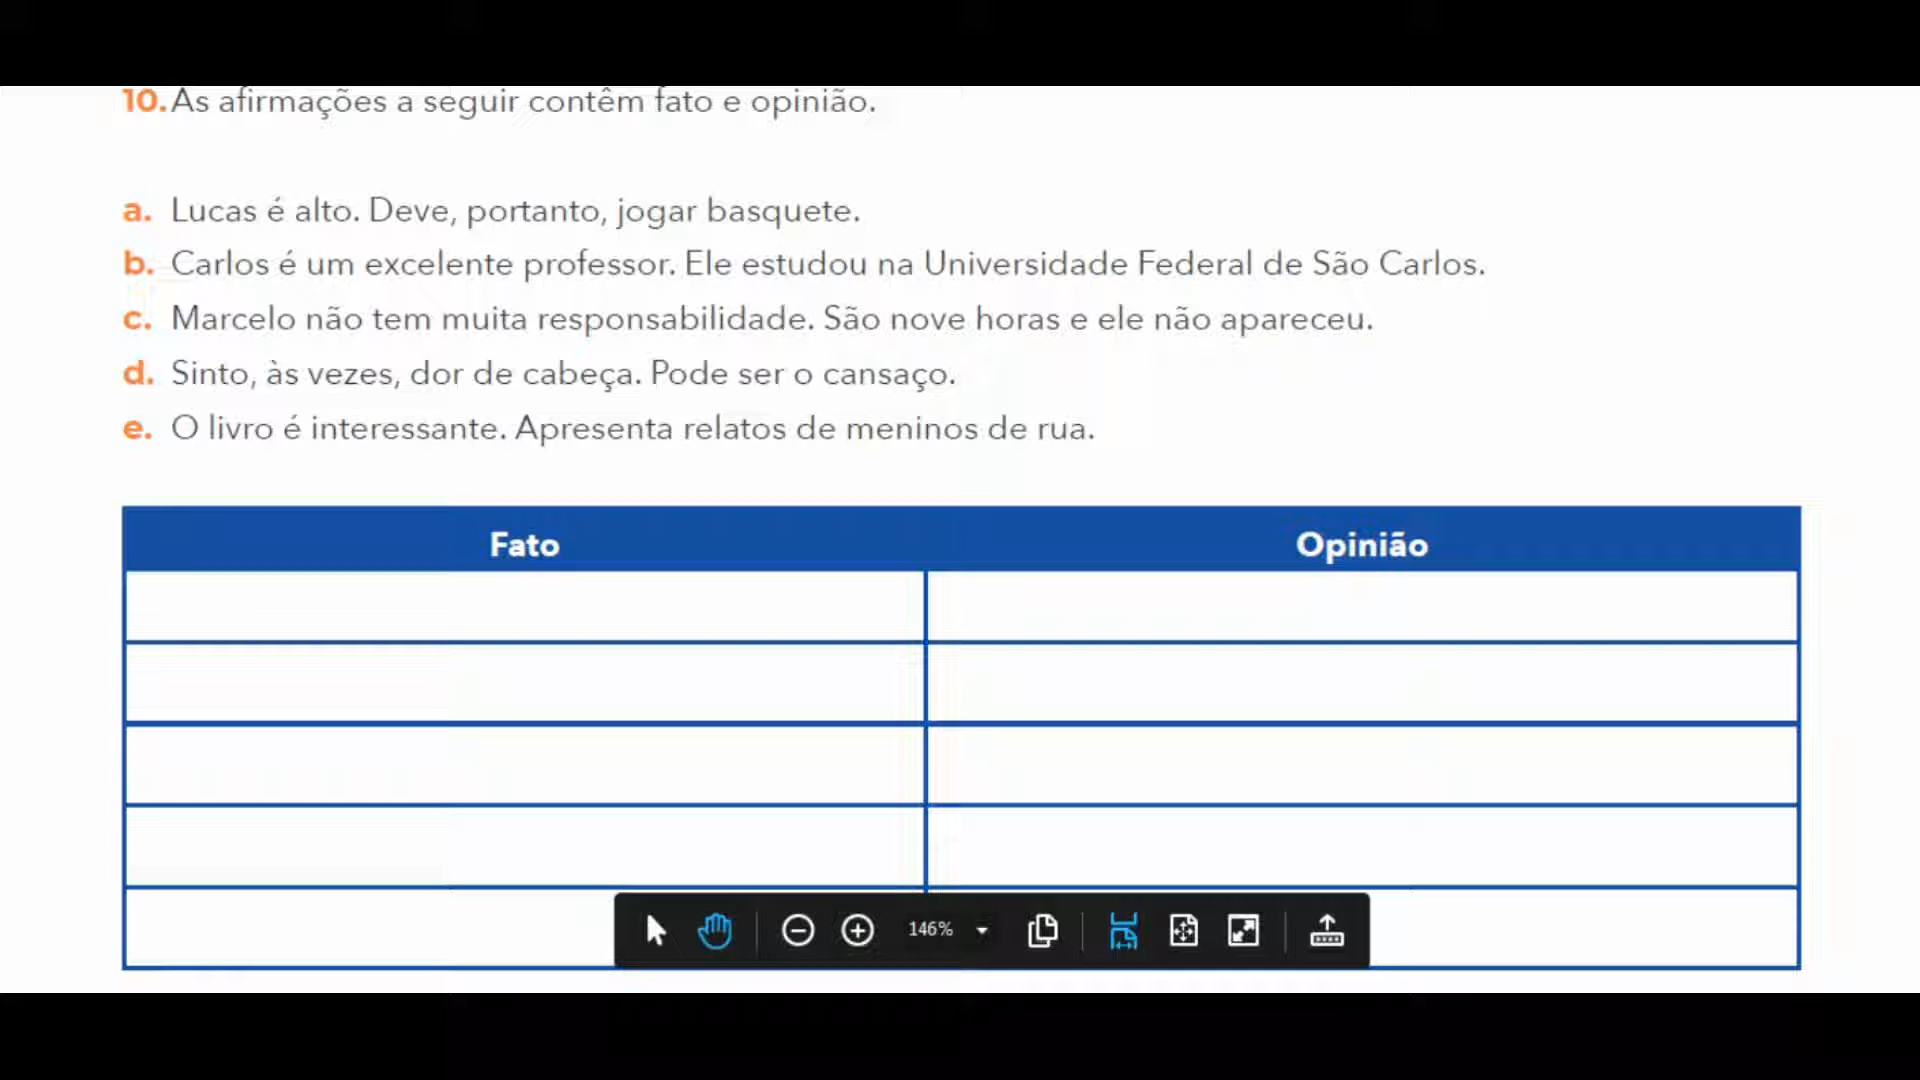 10. As afirmações a seguir contêm fato e opinião.
a. Lucas é alto. Deve, portanto, jogar basquete.
b. Carlos é um excelente professor. Ele estudou na Universidade Federal de São Carlos.
c. Marcelo não tem muita responsabilidade. São nove horas e ele não apareceu.
d. Sinto, às vezes, dor de cabeça. Pode ser o cansaço.
e. O livro é interessante. Apresenta relatos de meninos de rua.
Fato Opinião
146%